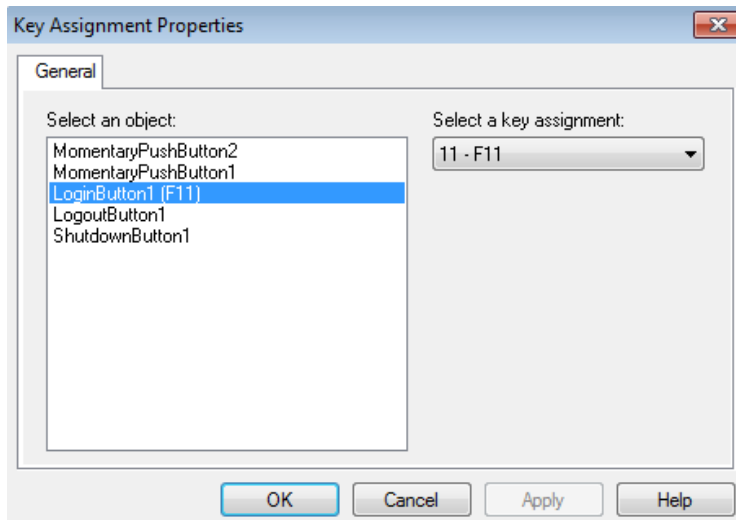 Key Assignment Properties
General
Select an object:
MomentaryPushButton2
MomentaryPushButton1
LoginButton1 (F11)
LogoutButton1
ShutdownButton1
Select a key assignment:
11 - F11
OK
Cancel
Apply
Help